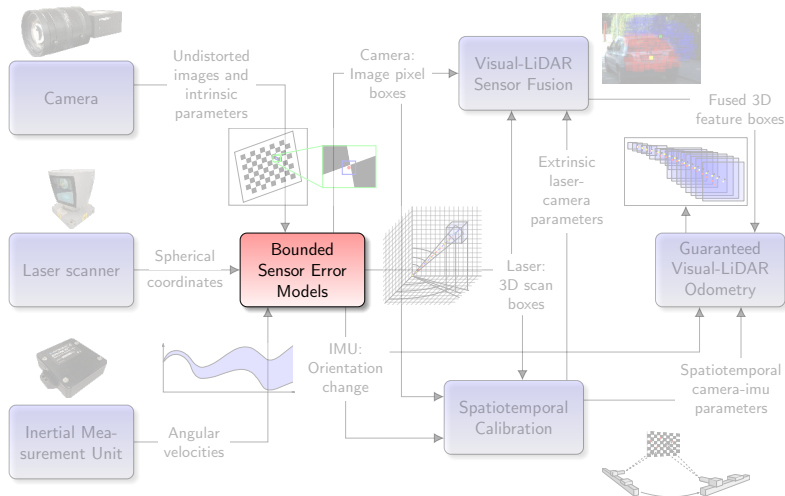 Camera
Undistorted
images and
intrinsic
parameters
Camera:
Image pixel
boxes
Visual-LiDAR
Sensor Fusion
Fused 3D
feature boxes
Extrinsic
laser-
camera
parameters
Laser scanner
Spherical
coordinates
Bounded
Sensor Error
Models
Laser:
3D scan
boxes
Guaranteed
Visual-LiDAR
Odometry
IMU:
Orientation
change
Spatiotemporal
camera-imu
parameters
Inertial Mea-
surement Unit
Angular
velocities
Spatiotemporal
Calibration